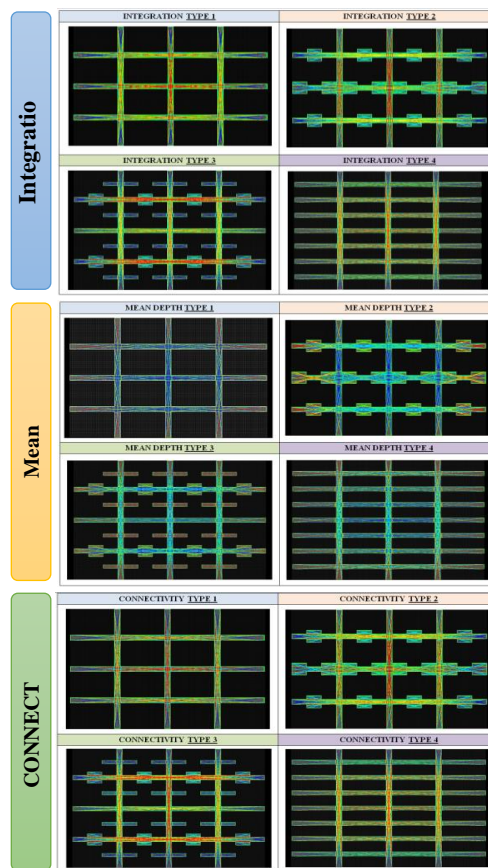 Integratio
INTEGRATION TYPE 1
INTEGRATION TYPE 2
INTEGRATION TYPE 3
INTEGRATION TYPE 4
Mean
MEAN DEPTH TYPE 1
MEAN DEPTH TYPE 2
MEAN DEPTH TYPE 3
MEAN DEPTH TYPE 4
CONNECT
CONNECTIVITY TYPE 1
CONNECTIVITY TYPE 2
CONNECTIVITY TYPE 3
CONNECTIVITY TYPE 4